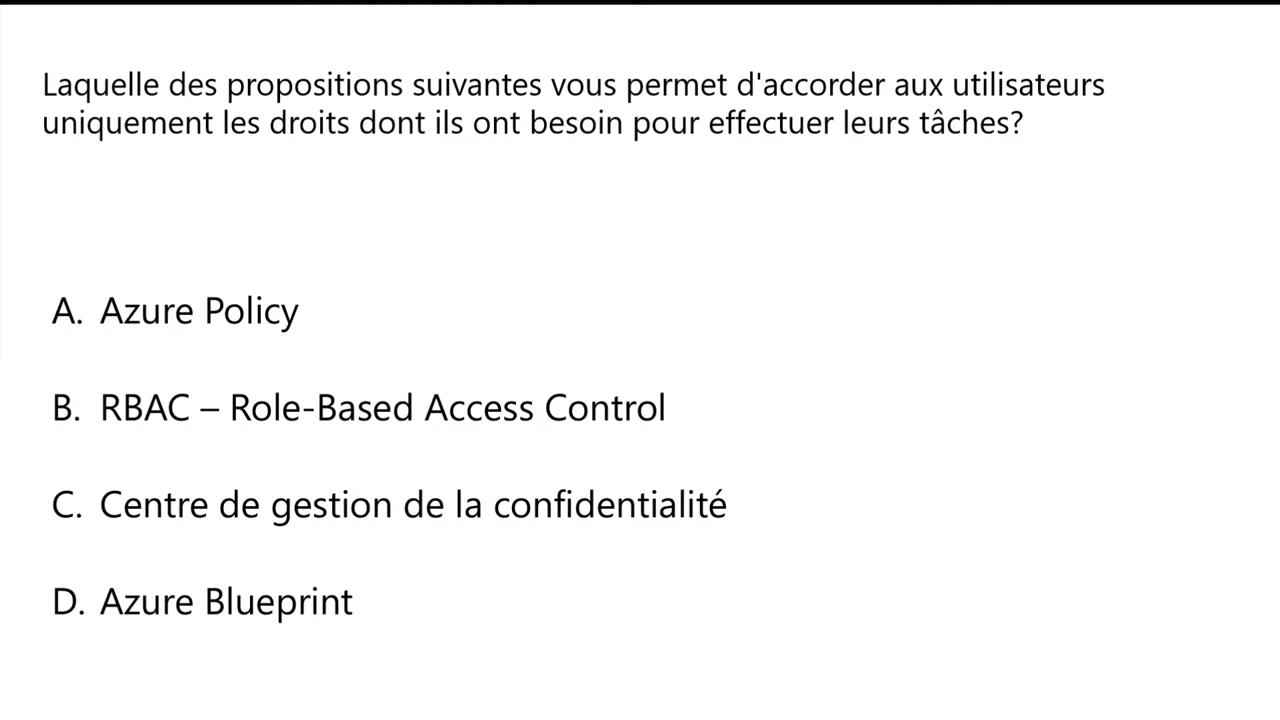 Laquelle des propositions suivantes vous permet d'accorder aux utilisateurs
uniquement les droits dont ils ont besoin pour effectuer leurs tâches?
A. Azure Policy
B. RBAC – Role-Based Access Control
C. Centre de gestion de la confidentialité
D. Azure Blueprint